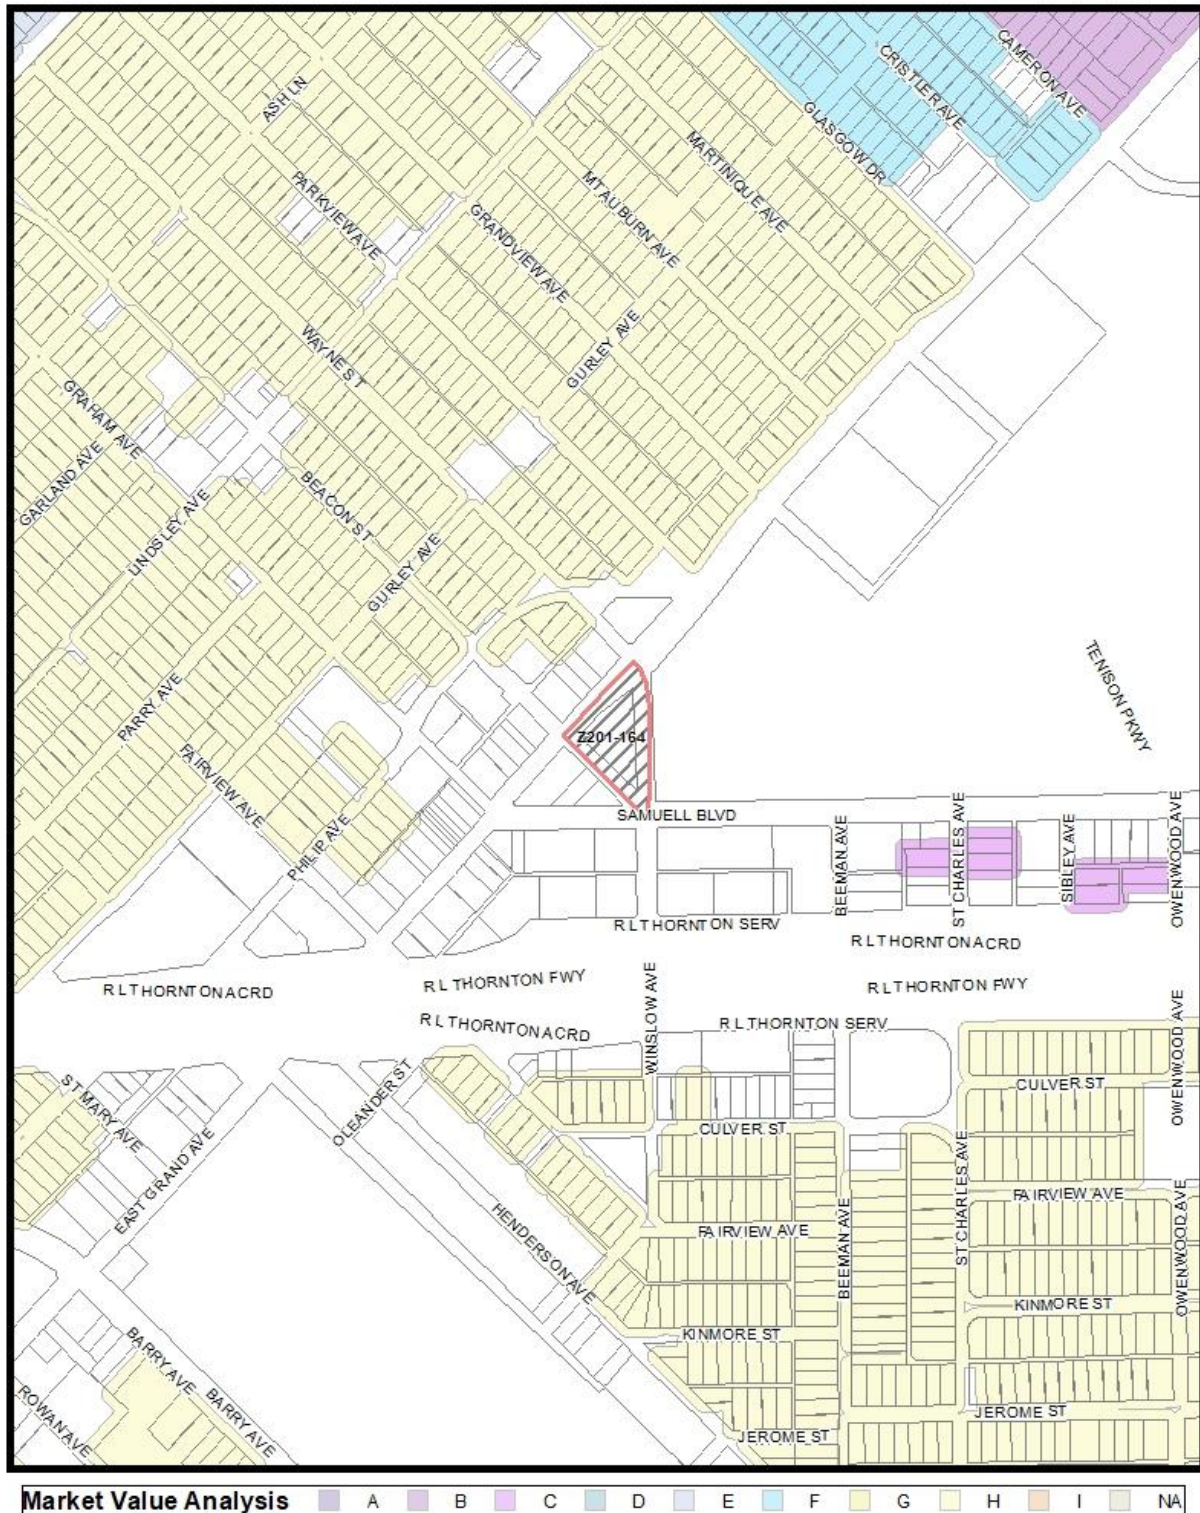 CAMERON AVE
CRISTLER AVE
ASH LN
GLASGOW DR
MARTINIQUE AVE
MT AUBURN AVE
PARKVIEW AVE
GRANDVIEW AVE
GURLEY AVE
WAYNE ST
GRAHAM AVE
GARLAND AVE
BEACON ST
LINDSLEY AVE
GURLEY AVE
TENISON PKWY
PARRY AVE
Z201-164
FAIRVIEW AVE
SAMUELL BLVD
PHILIP AVE
BEEMAN AVE
ST CHARLES AVE
SIBLEY AVE
OWENWOOD AVE
R L THORNTON SERV
R L THORNTON ACRD
R L THORNTON FWY
R L THORNTON FWY
R L THORNTON ACRD
R L THORNTON ACRD
R L THORNTON SERV
WINSLOW AVE
OWENWOOD AVE
ST MARY AVE
OLEANDER ST
CULVER ST
CULVER ST
EAST GRAND AVE
ST CHARLES AVE
FAIRVIEW AVE
HENDERSON AVE
FAIRVIEW AVE
BEEMAN AVE
OWENWOOD AVE
KINMORE ST
KINMORE ST
BARRY AVE
BARRY AVE
ROWAN AVE
JEROME ST
JEROME ST
Market Value Analysis A B C D E F G H I NA